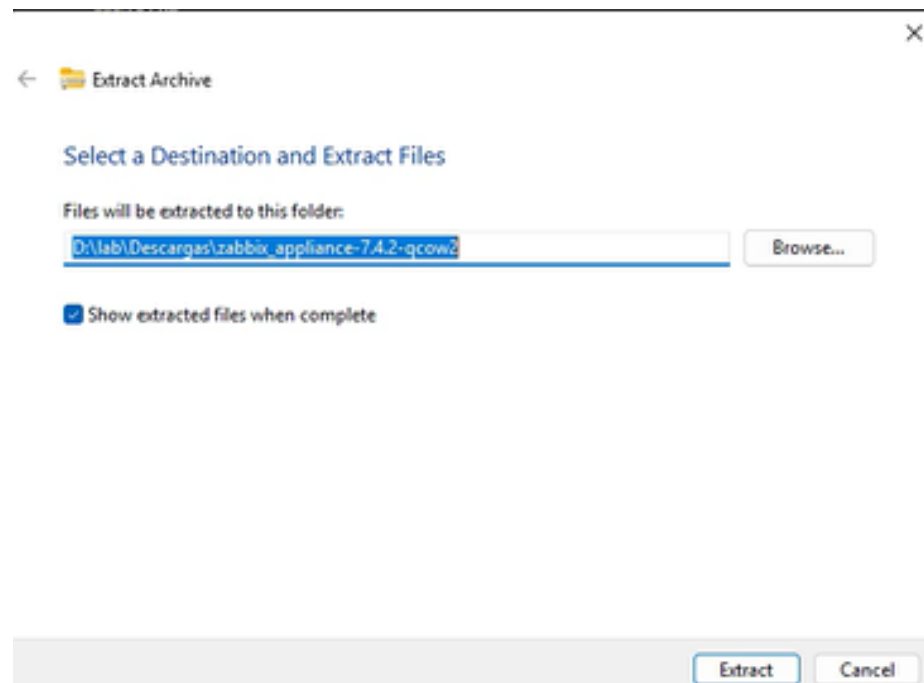 Extract Archive
Select a Destination and Extract Files
Files will be extracted to this folder:
D:\lab\Descargas\zabbix_appliance-7.4.2-qcow2
Browse...
Show extracted files when complete
Extract
Cancel